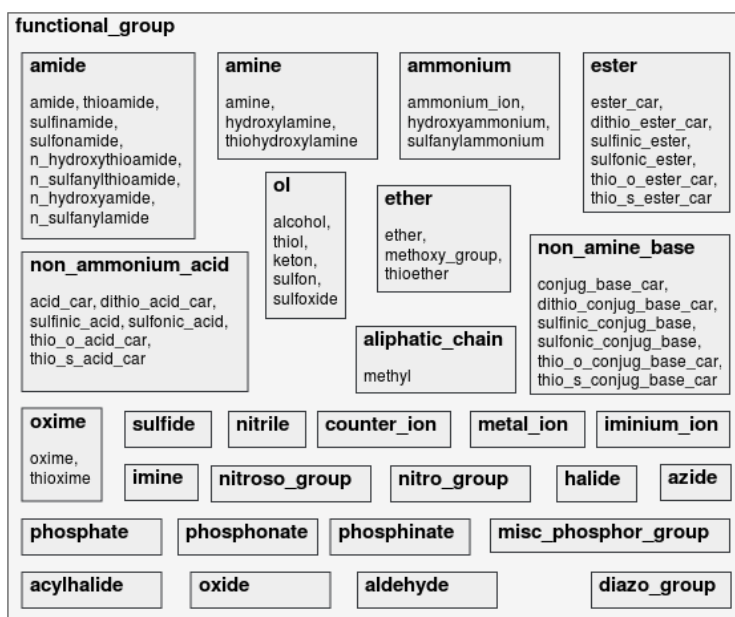 functional_group
amide
amide, thioamide,
sulfinamide,
sulfonamide,
n_hydroxythioamide,
n_sulfanylthioamide,
n_hydroxyamide,
n_sulfanylamide
amine
amine,
hydroxylamine,
thiohydroxylamine
ammonium
ammonium_ion,
hydroxyammonium,
sulfanylammonium
ester
ester_car,
dithio_ester_car,
sulfinic_ester,
sulfonic_ester,
thio_o_ester_car,
thio_s_ester_car
ol
alcohol,
thiol,
keton,
sulfon,
sulfoxide
ether
ether,
methoxy_group,
thioether
non_ammonium_acid
acid_car, dithio_acid_car,
sulfinic_acid, sulfonic_acid,
thio_o_acid_car,
thio_s_acid_car
non_amine_base
conjug_base_car,
dithio_conjug_base_car,
sulfinic_conjug_base,
sulfonic_conjug_base,
thio_o_conjug_base_car,
thio_s_conjug_base_car
aliphatic_chain
methyl
oxime
oxime,
thioxime
sulfide
nitrile
counter_ion
metal_ion
iminium_ion
imine
nitroso_group
nitro_group
halide
azide
phosphate
phosphonate
phosphinate
misc_phosphor_group
acylhalide
oxide
aldehyde
diazo_group